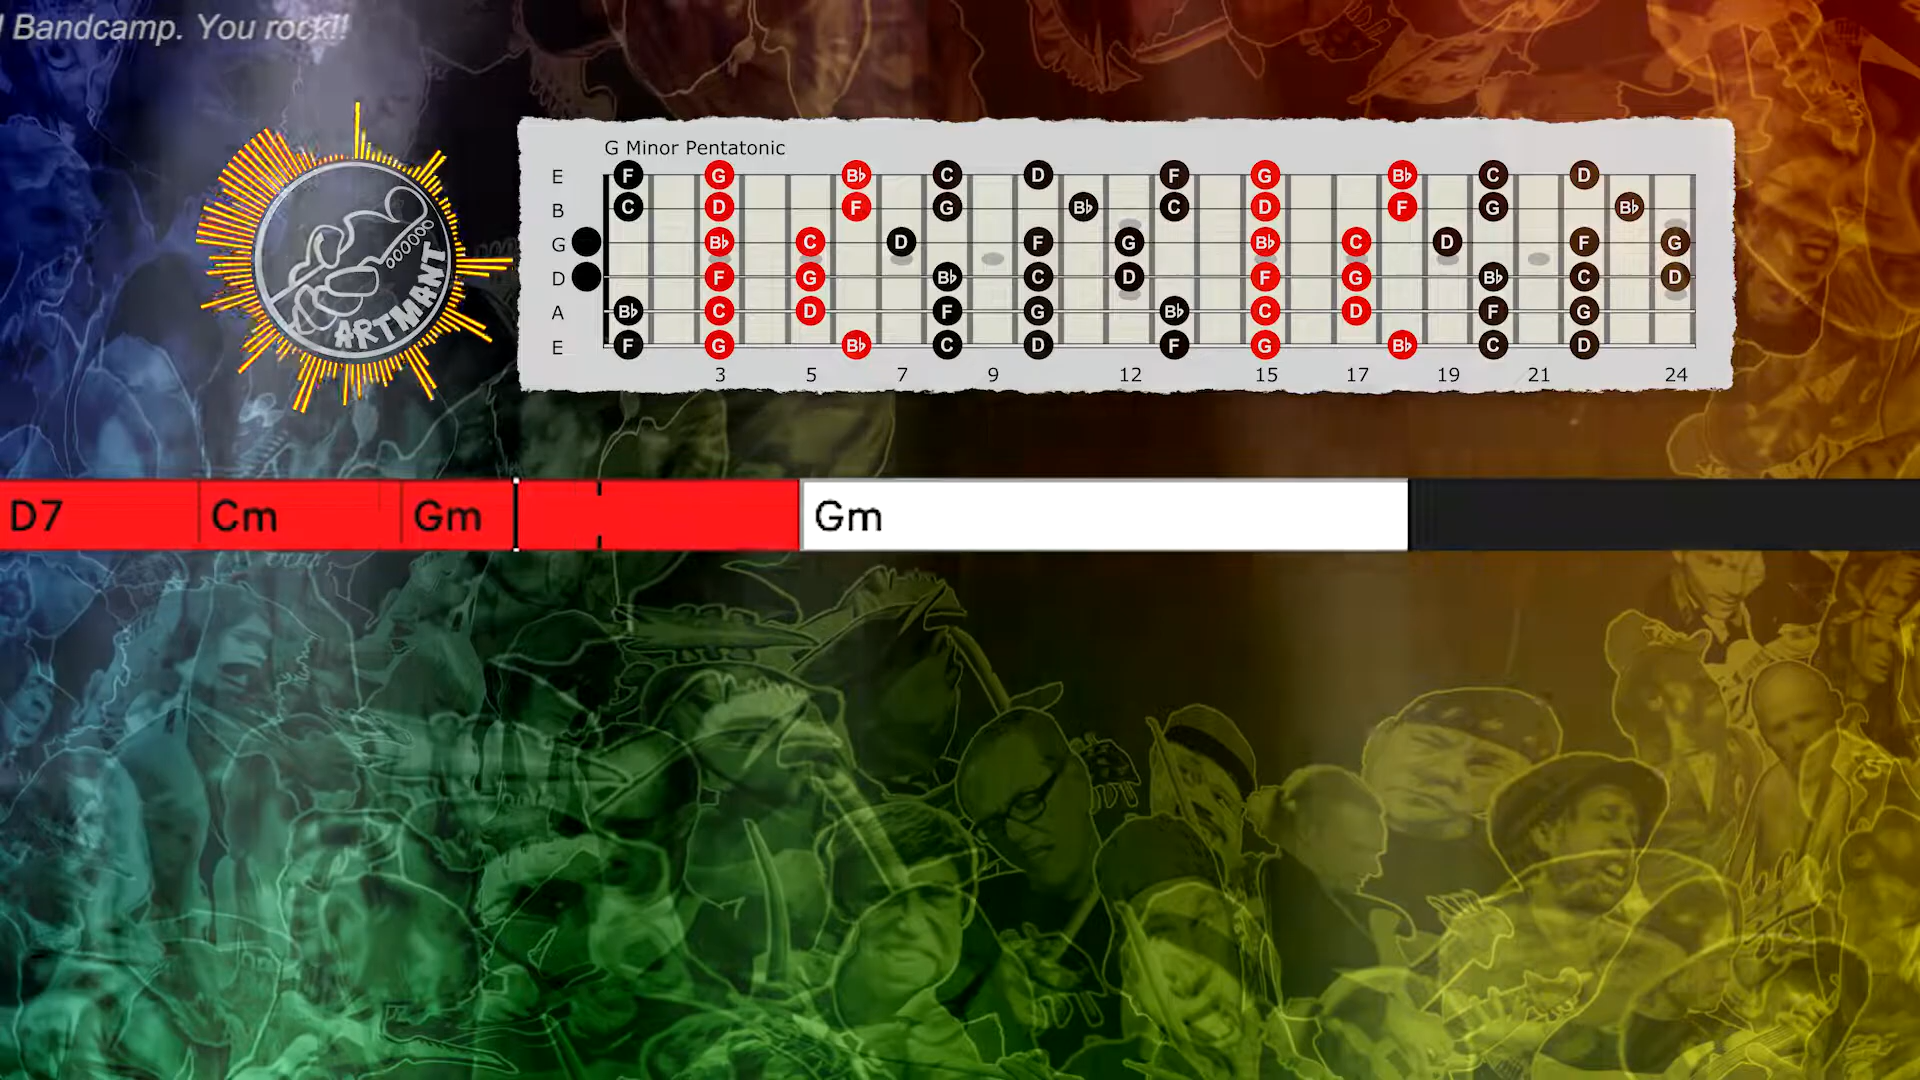 Bandcamp. You rock!!
G Minor Pentatonic
E F G B♭ C D F G B♭ C D
B C D F G B♭ C D F G B♭
G B♭ C D F G B♭ C D F G
D F G B♭ C D F G B♭ C D
A B♭ C D F G B♭ C D F G
E F G B♭ C D F G B♭ C D
3 5 7 9 12 15 17 19 21 24
ARTMANT
D7 Cm Gm Gm